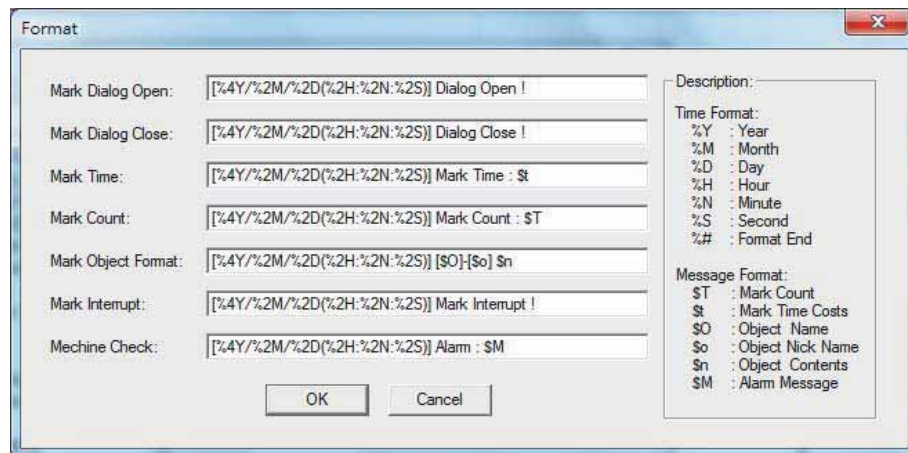 Format
Mark Dialog Open: [%4Y/%2M/%2D(%2H:%2N:%2S)] Dialog Open !
Mark Dialog Close: [%4Y/%2M/%2D(%2H:%2N:%2S)] Dialog Close !
Mark Time: [%4Y/%2M/%2D(%2H:%2N:%2S)] Mark Time : $t
Mark Count: [%4Y/%2M/%2D(%2H:%2N:%2S)] Mark Count : $T
Mark Object Format: [%4Y/%2M/%2D(%2H:%2N:%2S)] [$O]-[$o] $n
Mark Interrupt: [%4Y/%2M/%2D(%2H:%2N:%2S)] Mark Interrupt !
Mechine Check: [%4Y/%2M/%2D(%2H:%2N:%2S)] Alarm : $M
OK Cancel
Description:
Time Format:
%Y : Year
%M : Month
%D : Day
%H : Hour
%N : Minute
%S : Second
%# : Format End
Message Format:
$T : Mark Count
$t : Mark Time Costs
$O : Object Name
$o : Object Nick Name
$n : Object Contents
$M : Alarm Message